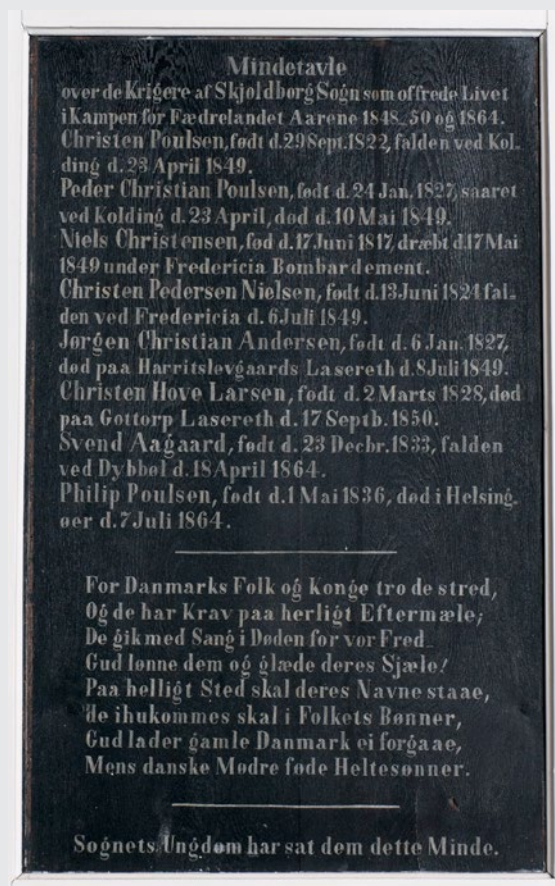 Mindetavle
over de Krigere af Skjoldborg Sogn som offrede Livet
i Kampen for Fædrelandet Aarene 1848_50 og 1864.
Christen Poulsen, født d. 29 Sept. 1822, falden ved Kol-
ding d. 23 April 1849.
Peder Christian Poulsen, født d. 24 Jan. 1827, saaret
ved Kolding d. 23 April, død d. 10 Mai 1849.
Niels Christensen, fød d. 17 Juni 1817, dræbt d. 17 Mai
1849 under Fredericia Bombardement.
Christen Pedersen Nielsen, født d. 13 Juni 1824 fal-
den ved Fredericia d. 6 Juli 1849.
Jørgen Christian Andersen, født d. 6 Jan. 1827,
død paa Harritslevgaards Lasereth d. 8 Juli 1849.
Christen Hove Larsen, født d. 2 Marts 1828, død
paa Gottorp Lasereth d. 17 Septb. 1850.
Svend Aagaard, født d. 23 Decbr. 1833, falden
ved Dybbøl d. 18 April 1864.
Philip Poulsen, født d. 1 Mai 1836, død i Helsing-
øer d. 7 Juli 1864.
For Danmarks Folk og Konge tro de stred,
Og de har Krav paa herligt Eftermæle;
De gik med Sang i Døden for vor Fred_
Gud lønne dem og glæde deres Sjæle!
Paa helligt Sted skal deres Navne staae,
de ihukommes skal i Folkets Bønner,
Gud lader gamle Danmark ei forgaae,
Mens danske Mødre føde Heltesønner.
Sognets Ungdom har sat dem dette Minde.